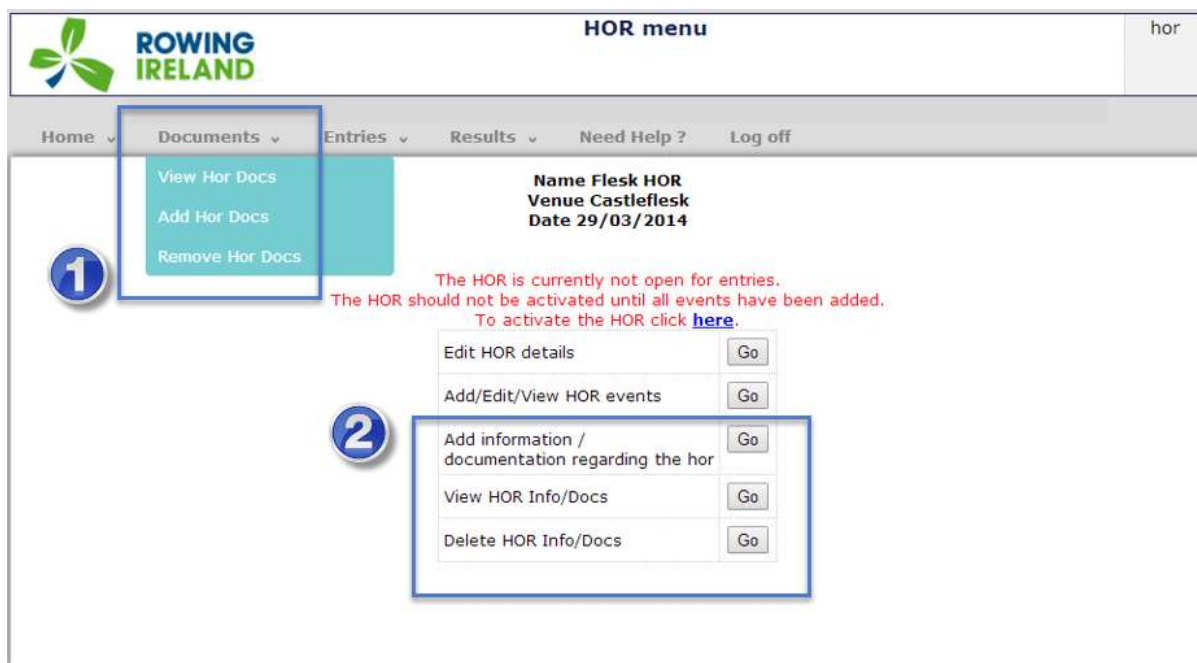 ROWING
IRELAND
HOR menu
hor
Home Documents Entries Results Need Help ? Log off
View Hor Docs
Add Hor Docs
Remove Hor Docs
1
Name Flesk HOR
Venue Castleflesk
Date 29/03/2014
The HOR is currently not open for entries.
The HOR should not be activated until all events have been added.
To activate the HOR click here.
Edit HOR details Go
Add/Edit/View HOR events Go
2
Add information / Go
documentation regarding the hor
View HOR Info/Docs Go
Delete HOR Info/Docs Go